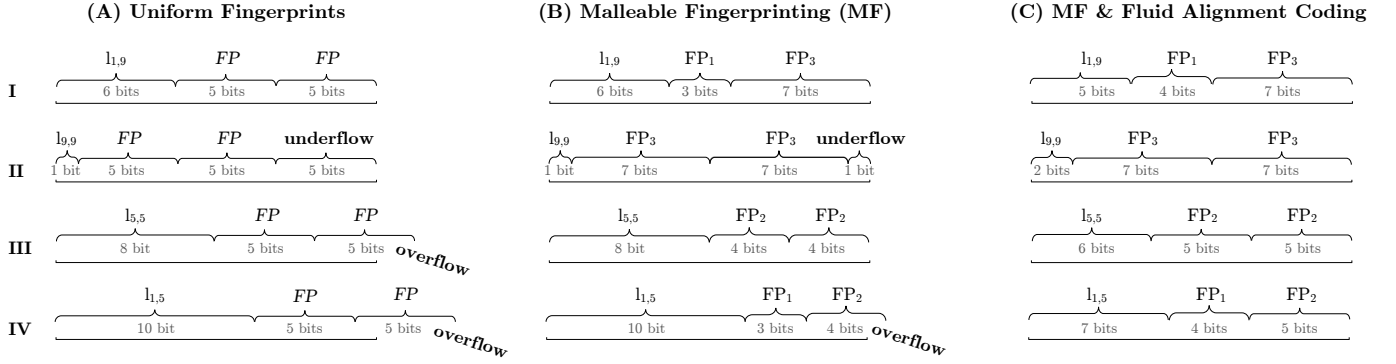 (A) Uniform Fingerprints (B) Malleable Fingerprinting (MF) (C) MF & Fluid Alignment Coding
l1,9 FP FP l1,9 FP1 FP3 l1,9 FP1 FP3
I 6 bits 5 bits 5 bits 6 bits 3 bits 7 bits 5 bits 4 bits 7 bits
l9,9 FP FP underflow l9,9 FP3 FP3 underflow l9,9 FP3 FP3
II 1 bit 5 bits 5 bits 5 bits 1 bit 7 bits 7 bits 1 bit 2 bits 7 bits 7 bits
l5,5 FP FP l5,5 FP2 FP2 l5,5 FP2 FP2
III 8 bit 5 bits 5 bits overflow 8 bit 4 bits 4 bits 6 bits 5 bits 5 bits
l1,5 FP FP l1,5 FP1 FP2 l1,5 FP1 FP2
IV 10 bit 5 bits 5 bits overflow 10 bit 3 bits 4 bits overflow 7 bits 4 bits 5 bits